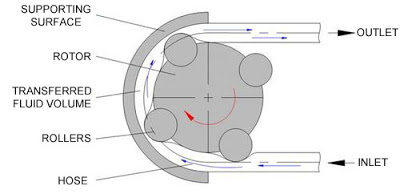 SUPPORTING
SURFACE
ROTOR
TRANSFERRED
FLUID VOLUME
ROLLERS
HOSE
OUTLET
INLET